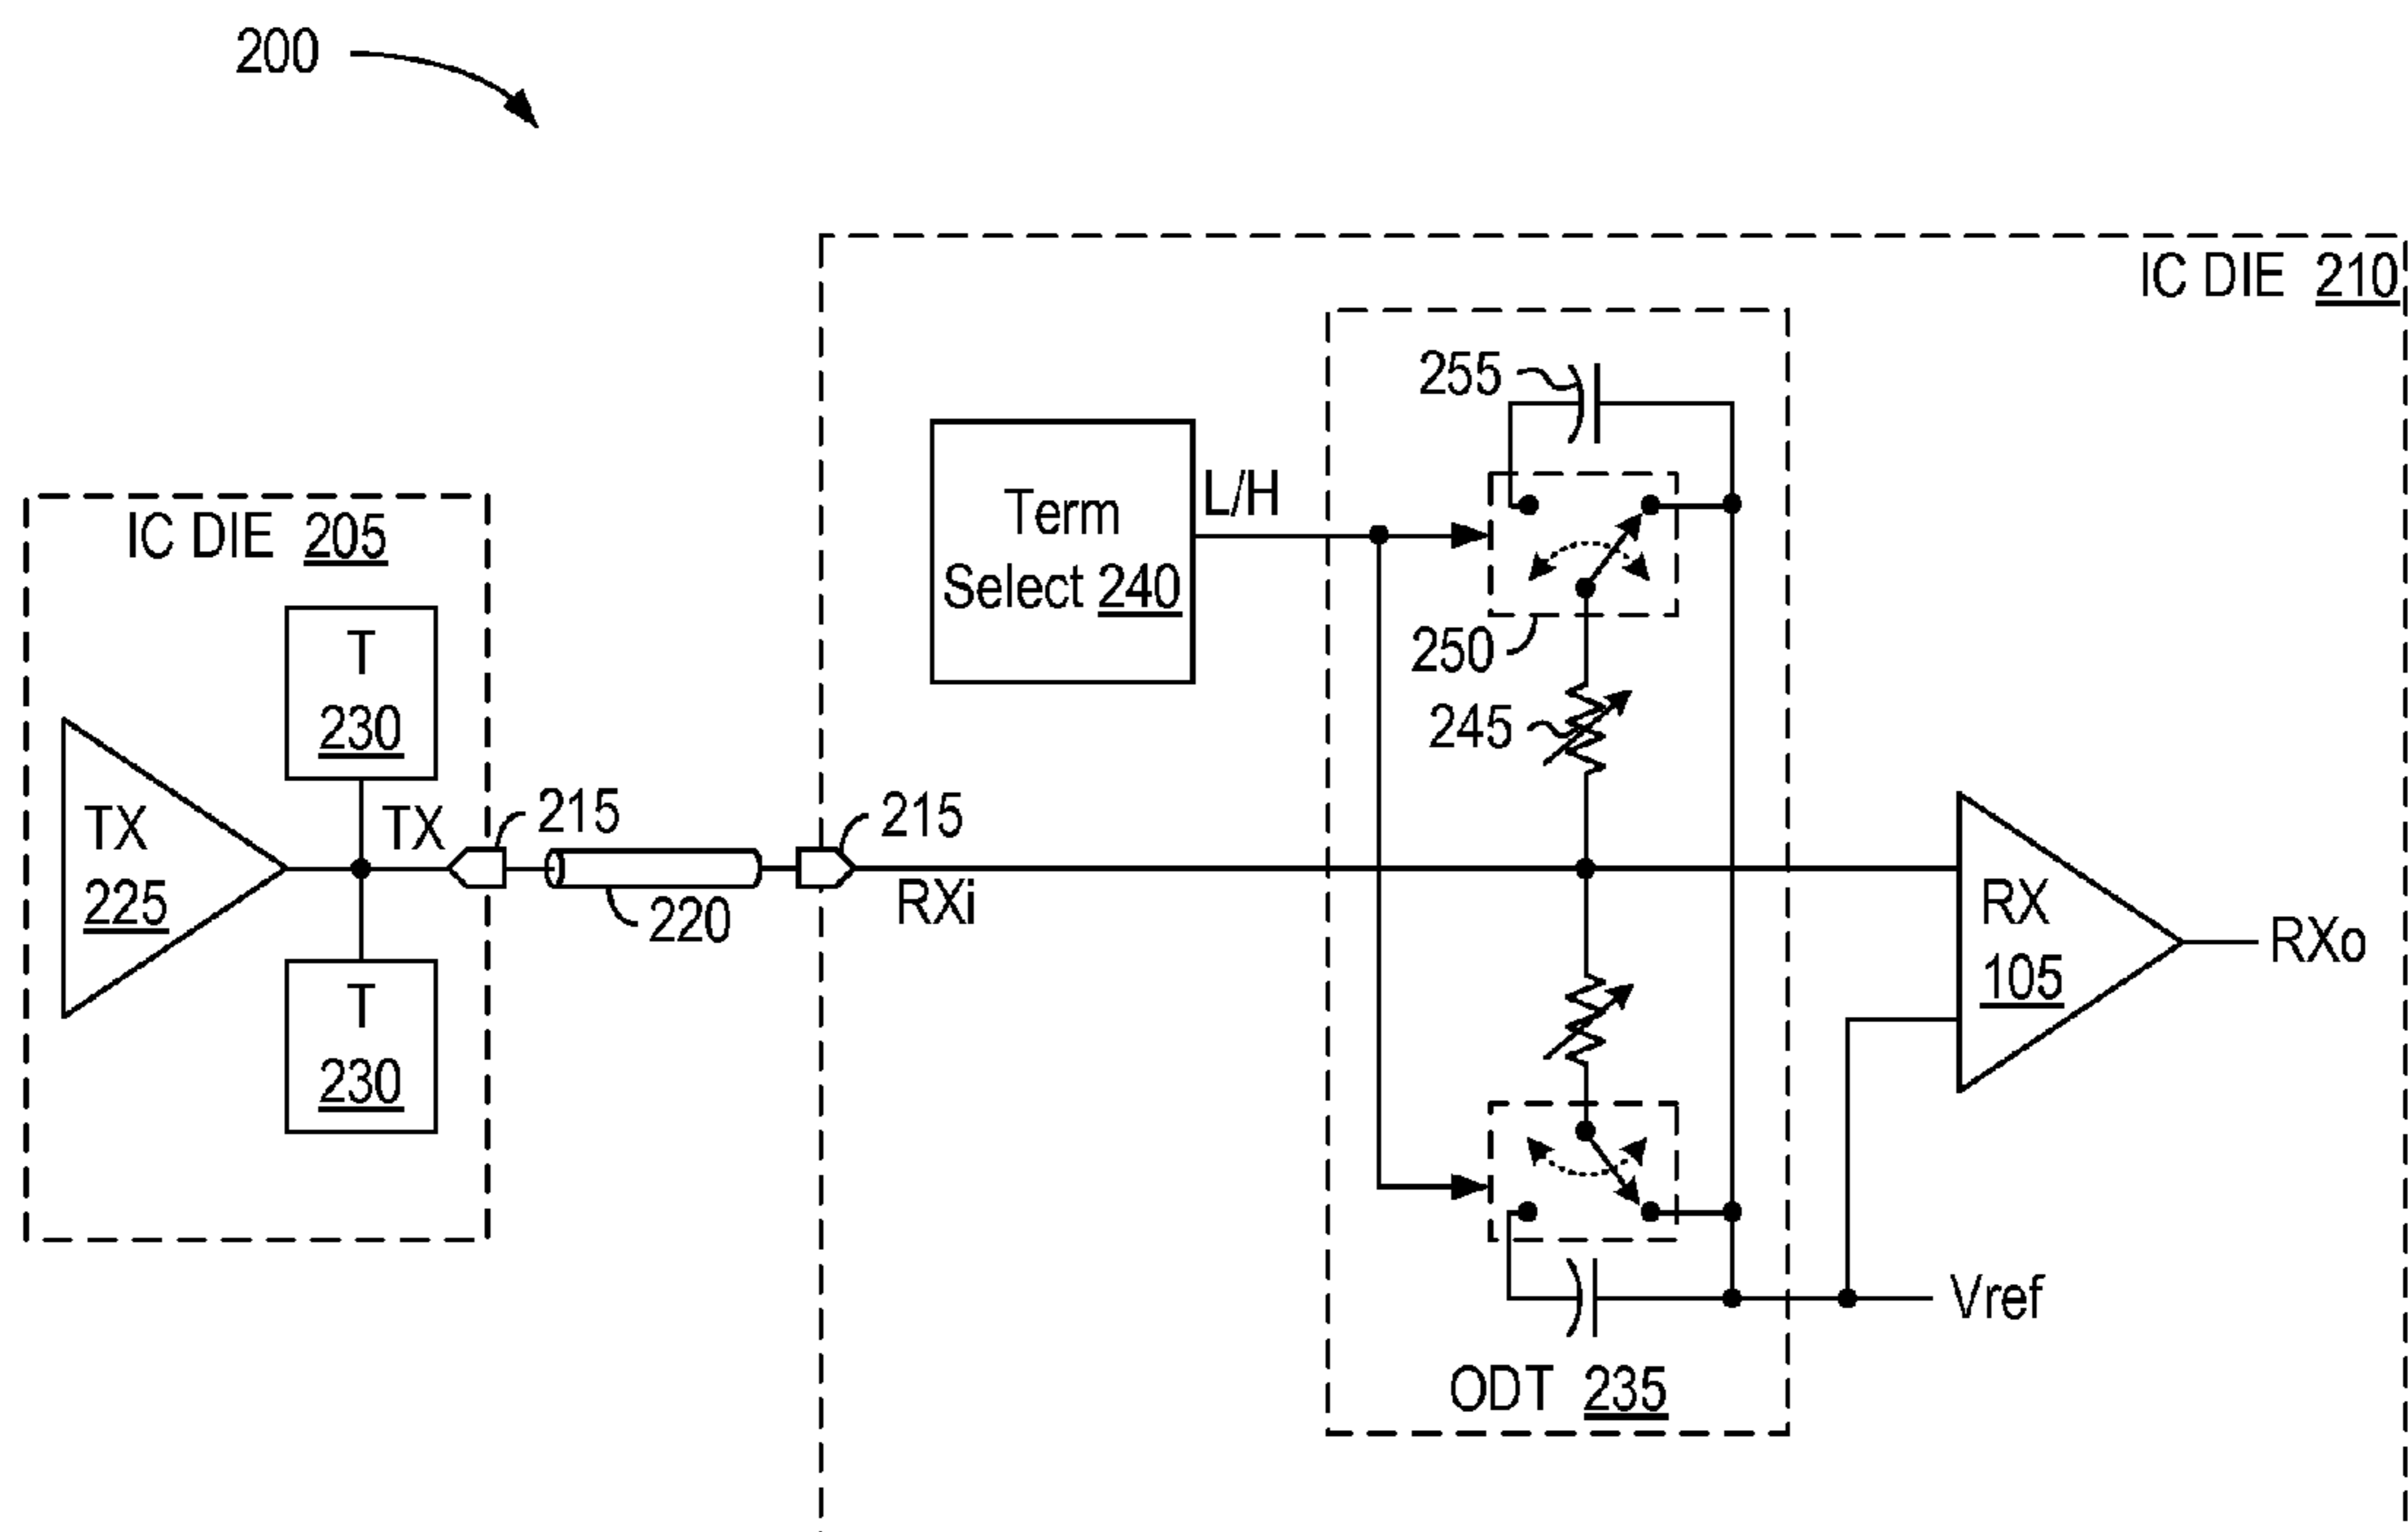 200
IC DIE 210
255
L/H
Term
Select 240
IC DIE 205
T
230
250
245
TX
225
TX
215
215
220
RXi
RX
105
RXo
T
230
Vref
ODT 235